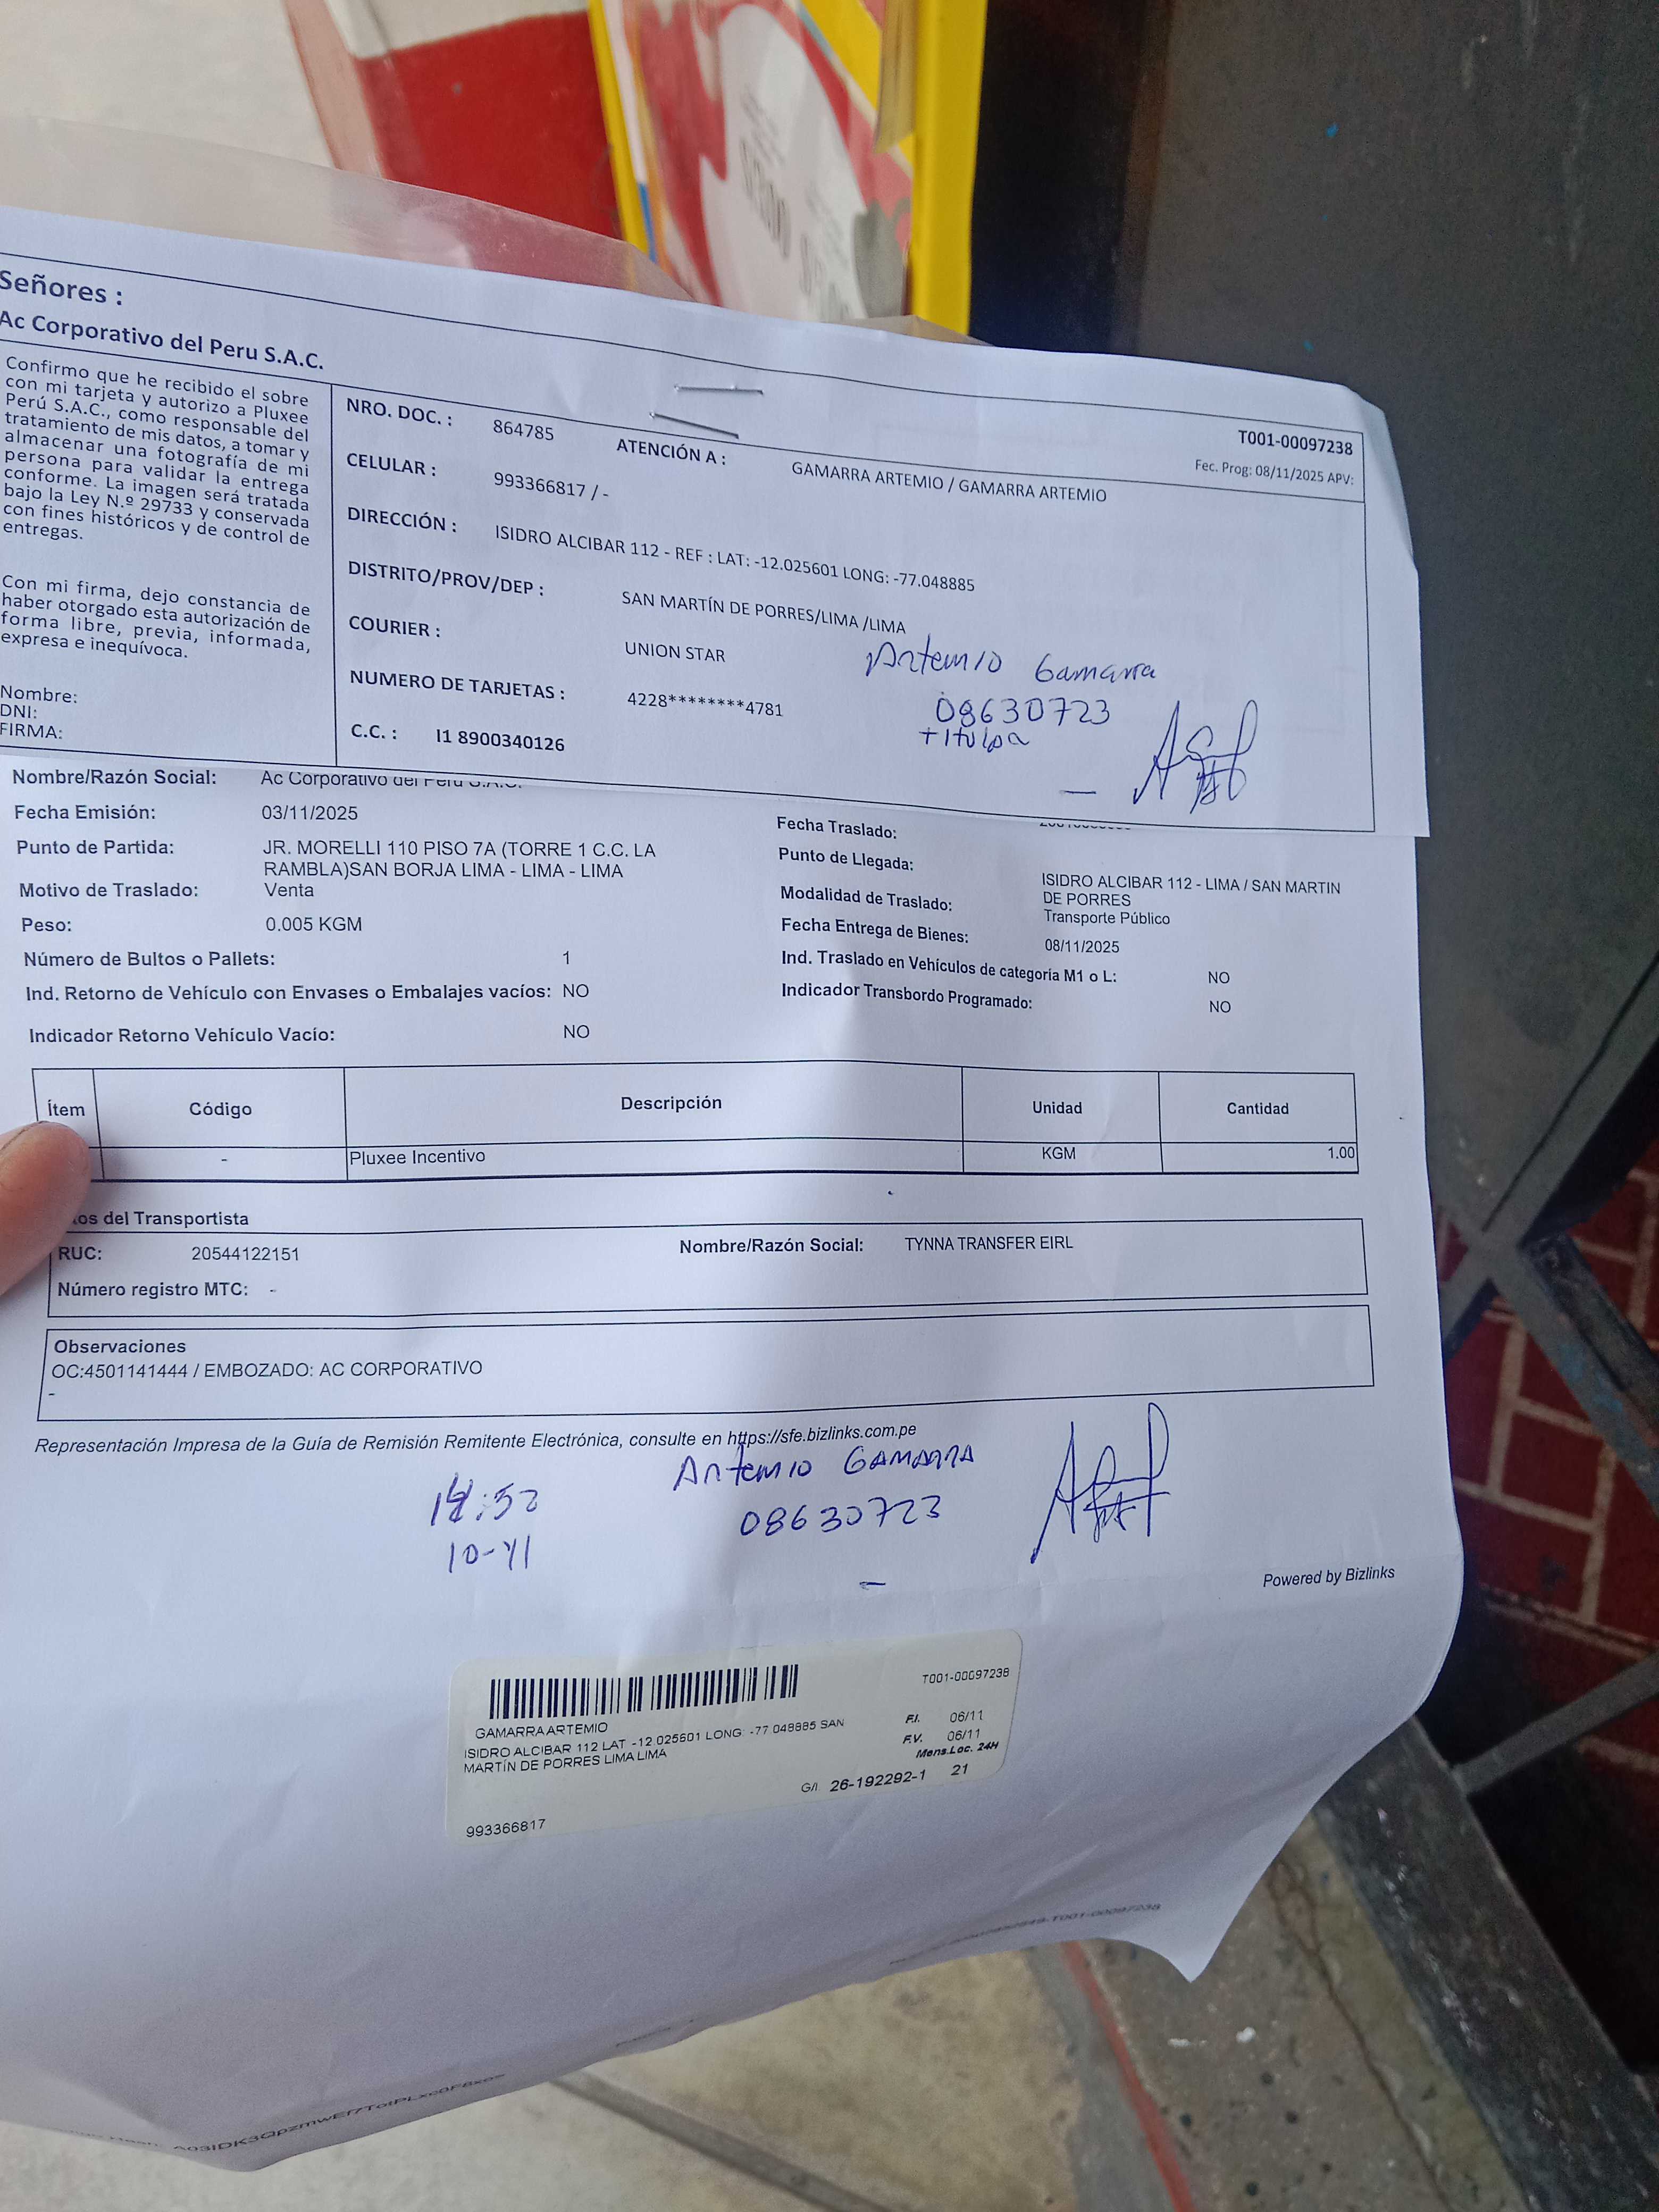 Señores :
Ac Corporativo del Peru S.A.C.
Confirmo que he recibido el sobre
con mi tarjeta y autorizo a Pluxee
Perú S.A.C., como responsable del
tratamiento de mis datos, a tomar y
almacenar una fotografía de mi
persona para validar la entrega
conforme. La imagen será tratada
bajo la Ley N.º 29733 y conservada
con fines históricos y de control de
entregas.
Con mi firma, dejo constancia de
haber otorgado esta autorización de
forma libre, previa, informada,
expresa e inequívoca.
Nombre:
DNI:
FIRMA:
T001-00097238
Fec. Prog: 08/11/2025 APV:
NRO. DOC. : 864785 ATENCIÓN A : GAMARRA ARTEMIO / GAMARRA ARTEMIO
CELULAR : 993366817 / -
DIRECCIÓN : ISIDRO ALCIBAR 112 - REF : LAT: -12.025601 LONG: -77.048885
DISTRITO/PROV/DEP : SAN MARTÍN DE PORRES/LIMA /LIMA
COURIER : UNION STAR
NUMERO DE TARJETAS : 4228********4781
C.C. : I1 8900340126
Artemio Gamarra
08630723
titular
Nombre/Razón Social: Ac Corporativo del Peru S.A.C.
Fecha Emisión: 03/11/2025 Fecha Traslado:
Punto de Partida: JR. MORELLI 110 PISO 7A (TORRE 1 C.C. LA
RAMBLA)SAN BORJA LIMA - LIMA - LIMA
Punto de Llegada: ISIDRO ALCIBAR 112 - LIMA / SAN MARTIN
DE PORRES
Motivo de Traslado: Venta Modalidad de Traslado: Transporte Público
Peso: 0.005 KGM Fecha Entrega de Bienes: 08/11/2025
Número de Bultos o Pallets: 1 Ind. Traslado en Vehículos de categoría M1 o L: NO
Ind. Retorno de Vehículo con Envases o Embalajes vacíos: NO Indicador Transbordo Programado: NO
Indicador Retorno Vehículo Vacío: NO
Ítem Código Descripción Unidad Cantidad
- Pluxee Incentivo KGM 1.00
del Transportista
RUC: 20544122151 Nombre/Razón Social: TYNNA TRANSFER EIRL
Número registro MTC: -
Observaciones
OC:4501141444 / EMBOZADO: AC CORPORATIVO
-
Representación Impresa de la Guía de Remisión Remitente Electrónica, consulte en https://sfe.bizlinks.com.pe
Artemio GAMARRA
14:52 08630723
10-11
Powered by Bizlinks
T001-00097238
GAMARRA ARTEMIO
ISIDRO ALCIBAR 112 LAT -12.025601 LONG: -77.048885 SAN
MARTÍN DE PORRES LIMA LIMA
F.I. 06/11
F.V. 06/11
Mens.Loc. 24H
G/I 26-192292-1 21
993366817